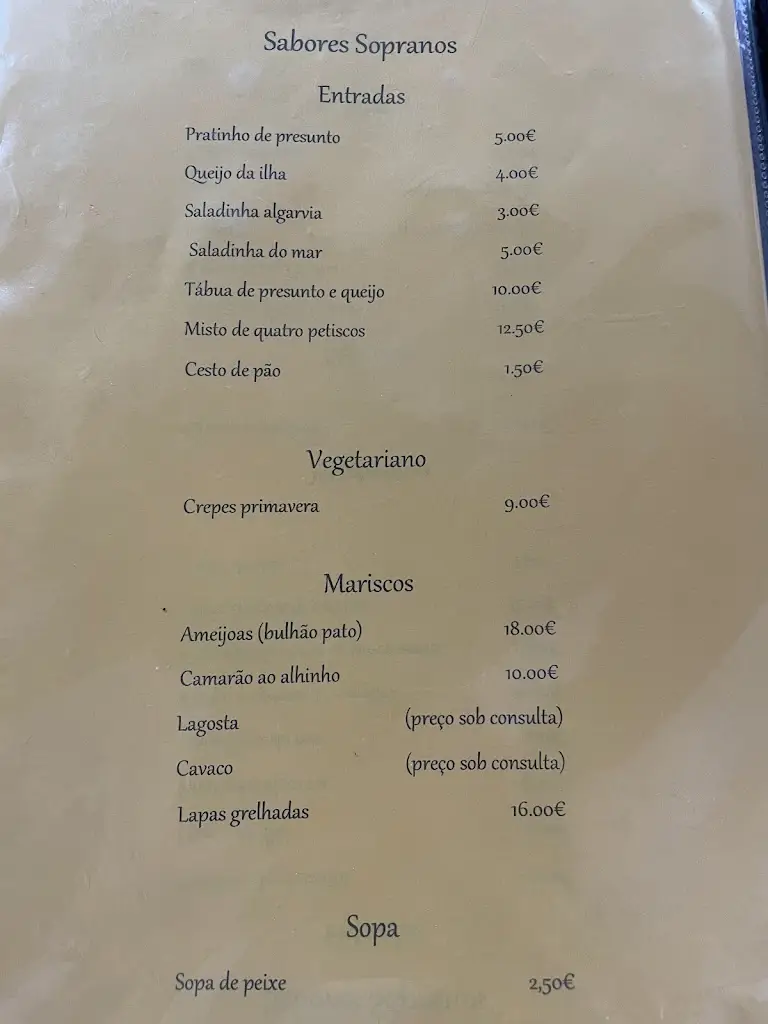 Sabores Sopranos
Entradas
Pratinho de presunto 5.00€
Queijo da ilha 4.00€
Saladinha algarvia 3.00€
Saladinha do mar 5.00€
Tábua de presunto e queijo 10.00€
Misto de quatro petiscos 12.50€
Cesto de pão 1.50€
Vegetariano
Crepes primavera 9.00€
Mariscos
Ameijoas (bulhão pato) 18.00€
Camarão ao alhinho 10.00€
Lagosta (preço sob consulta)
Cavaco (preço sob consulta)
Lapas grelhadas 16.00€
Sopa
Sopa de peixe 2,50€